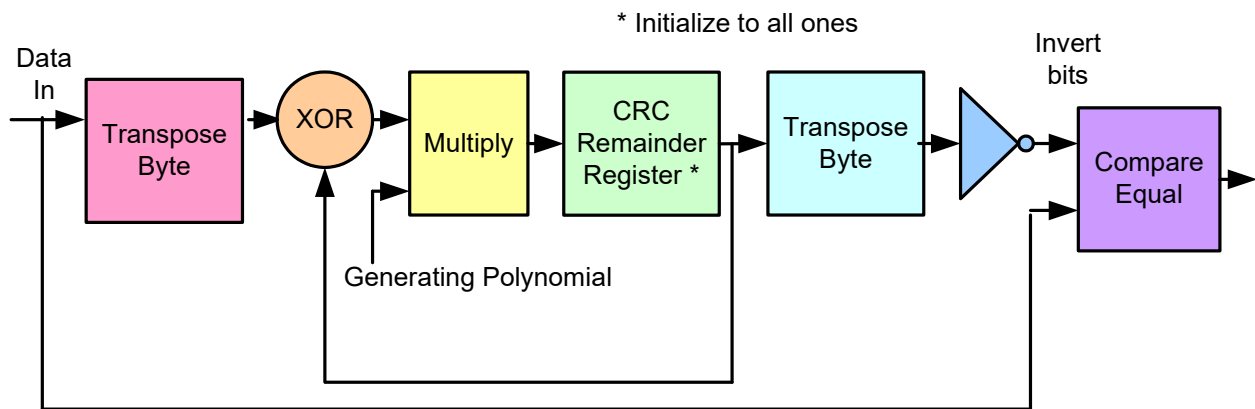 * Initialize to all ones
Data
In
Transpose
Byte
XOR
Multiply
CRC
Remainder
Register *
Transpose
Byte
Invert
bits
Compare
Equal
Generating Polynomial